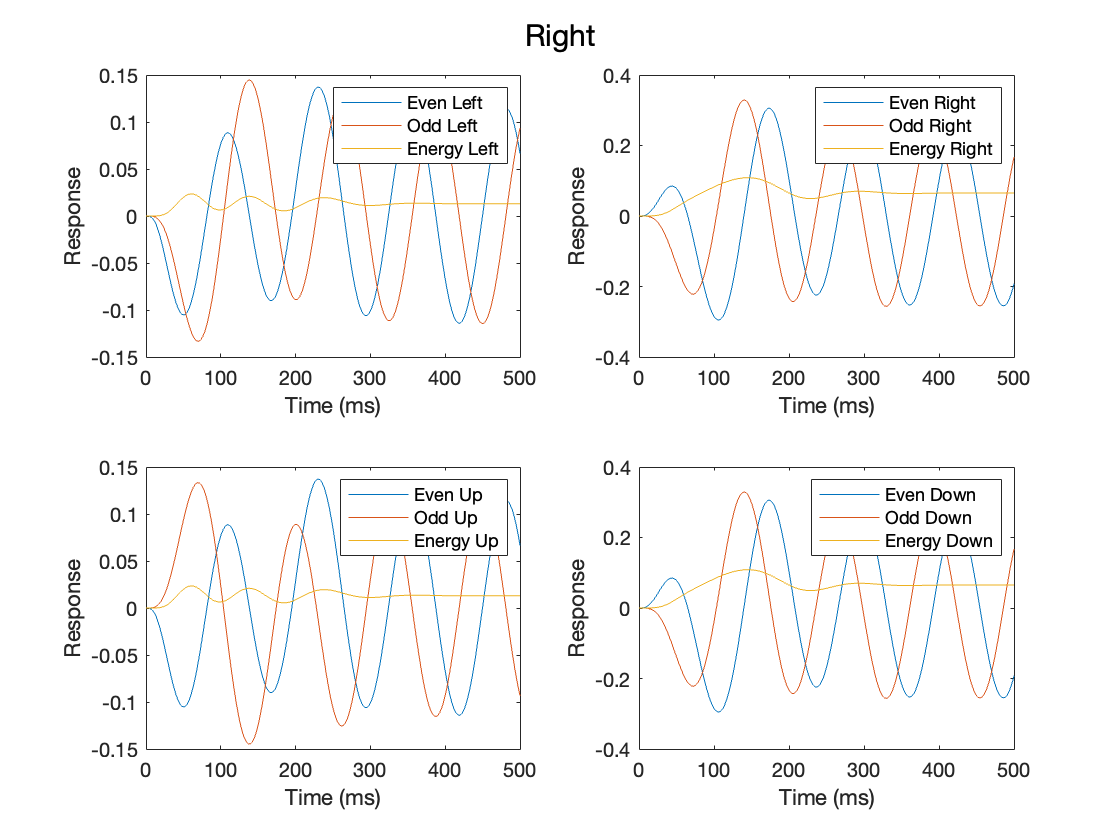 Right
0.15
0.1
0.05
0
-0.05
-0.1
-0.15
Response
0 100 200 300 400 500
Time (ms)
Even Left
Odd Left
Energy Left
0.4
0.2
0
-0.2
-0.4
Response
0 100 200 300 400 500
Time (ms)
Even Right
Odd Right
Energy Right
0.15
0.1
0.05
0
-0.05
-0.1
-0.15
Response
0 100 200 300 400 500
Time (ms)
Even Up
Odd Up
Energy Up
0.4
0.2
0
-0.2
-0.4
Response
0 100 200 300 400 500
Time (ms)
Even Down
Odd Down
Energy Down